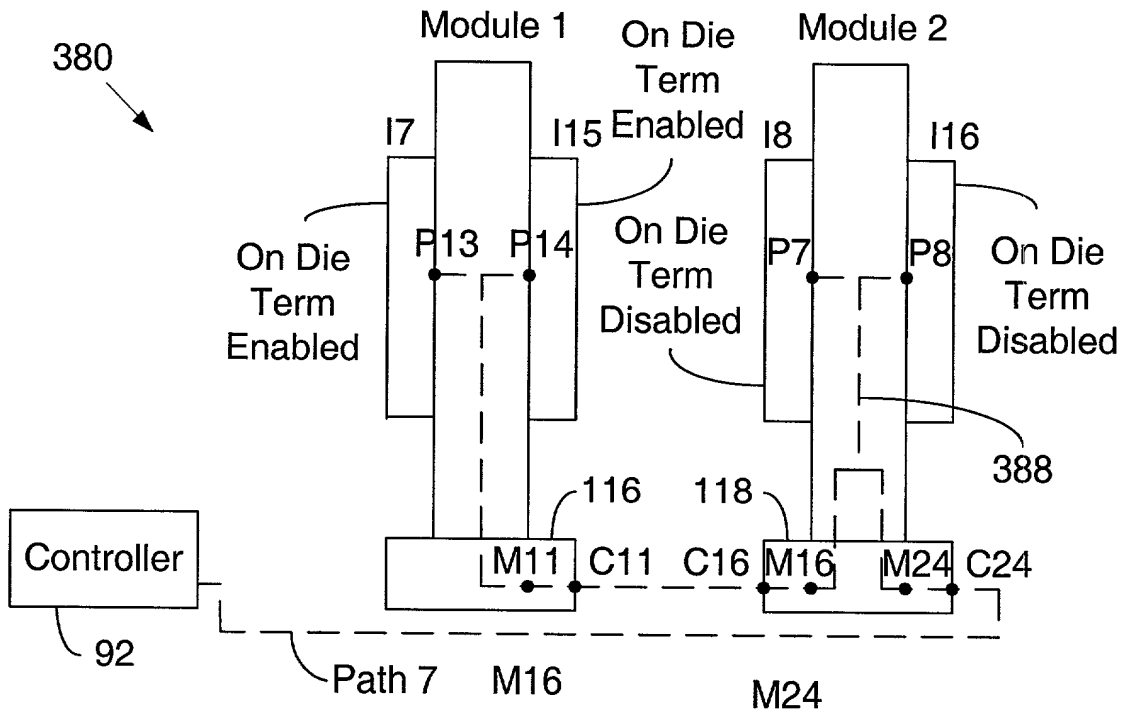 Module 1
On Die
Term
Enabled
Module 2
380
I7
I15
I8
I16
On Die
Term
Enabled
P13
P14
On Die
Term
Disabled
P7
P8
On Die
Term
Disabled
388
116
118
Controller
M11
C11
C16
M16
M24
C24
92
Path 7
M16
M24